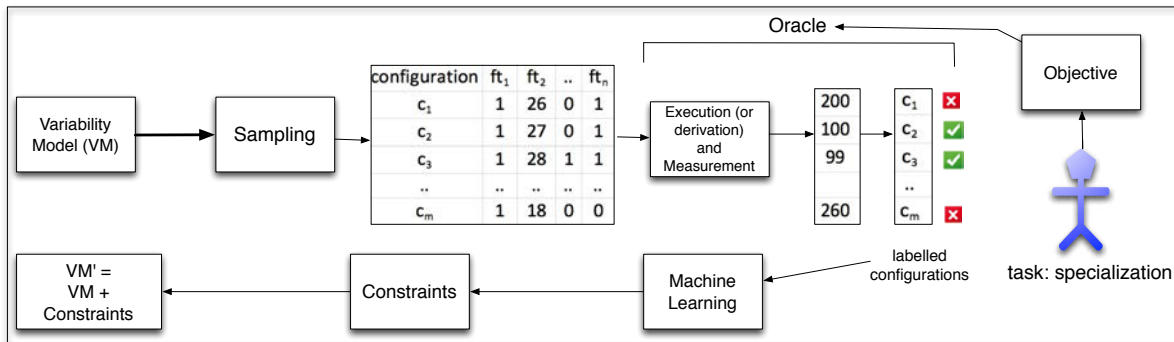 Oracle
Objective
Variability
Model (VM)
Sampling
configuration ft1 ft2 .. ftn
c1 1 26 0 1
c2 1 27 0 1
c3 1 28 1 1
.. .. .. .. ..
cm 1 18 0 0
Execution (or
derivation)
and
Measurement
200
100
99
260
c1
c2
c3
..
cm
task: specialization
labelled
configurations
Machine
Learning
Constraints
VM' =
VM +
Constraints